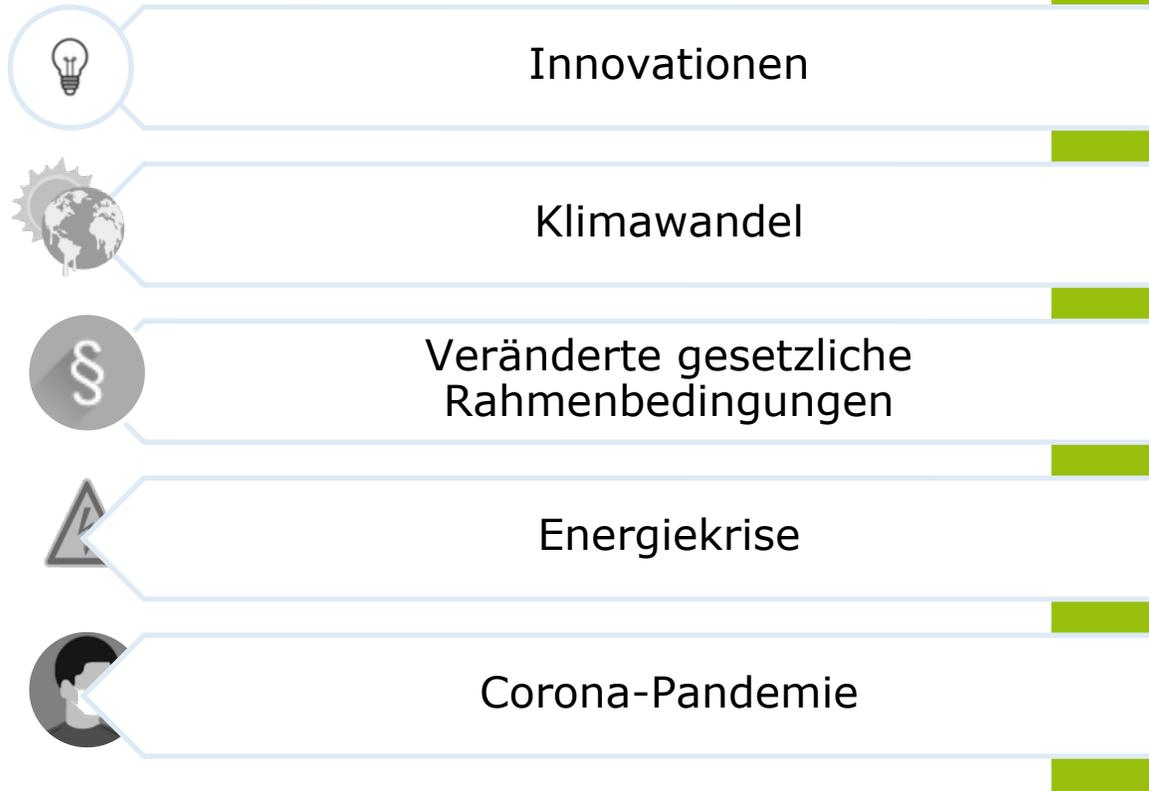 Innovationen
Klimawandel
§
Veränderte gesetzliche
Rahmenbedingungen
Energiekrise
Corona-Pandemie